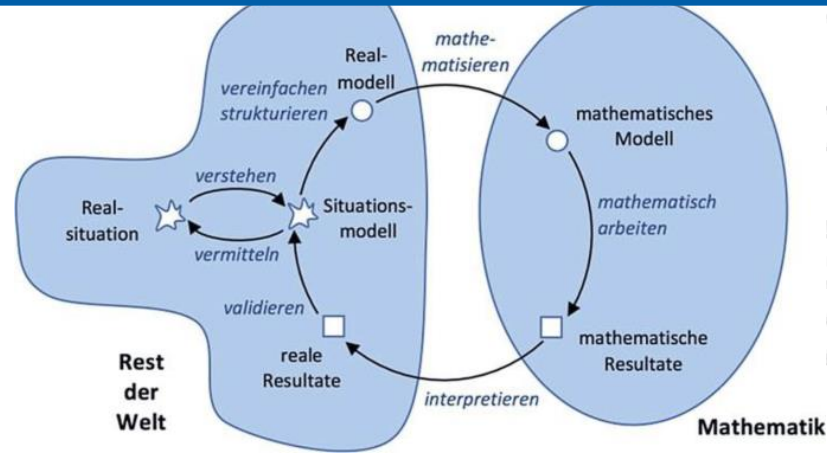 mathe-
matisieren
Real-
modell
vereinfachen
strukturieren
mathematisches
Modell
verstehen
Real-
situation
Situations-
modell
mathematisch
arbeiten
vermitteln
validieren
reale
Resultate
mathematische
Resultate
Rest
der
Welt
interpretieren
Mathematik